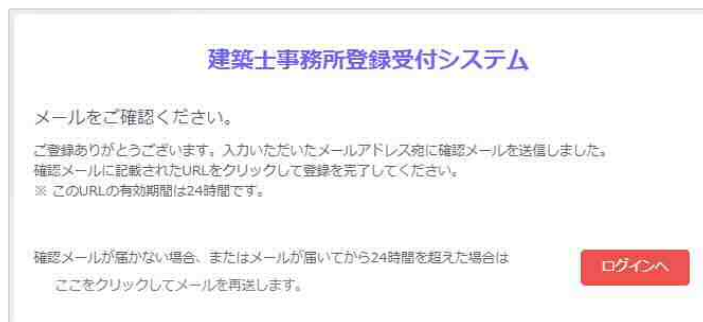 建築士事務所登録受付システム
メールをご確認ください。
ご登録ありがとうございます。入力いただいたメールアドレス宛に確認メールを送信しました。
確認メールに記載されたURLをクリックして登録を完了してください。
※ このURLの有効期間は24時間です。
確認メールが届かない場合、またはメールが届いてから24時間を超えた場合は
ここをクリックしてメールを再送します。
ログインへ